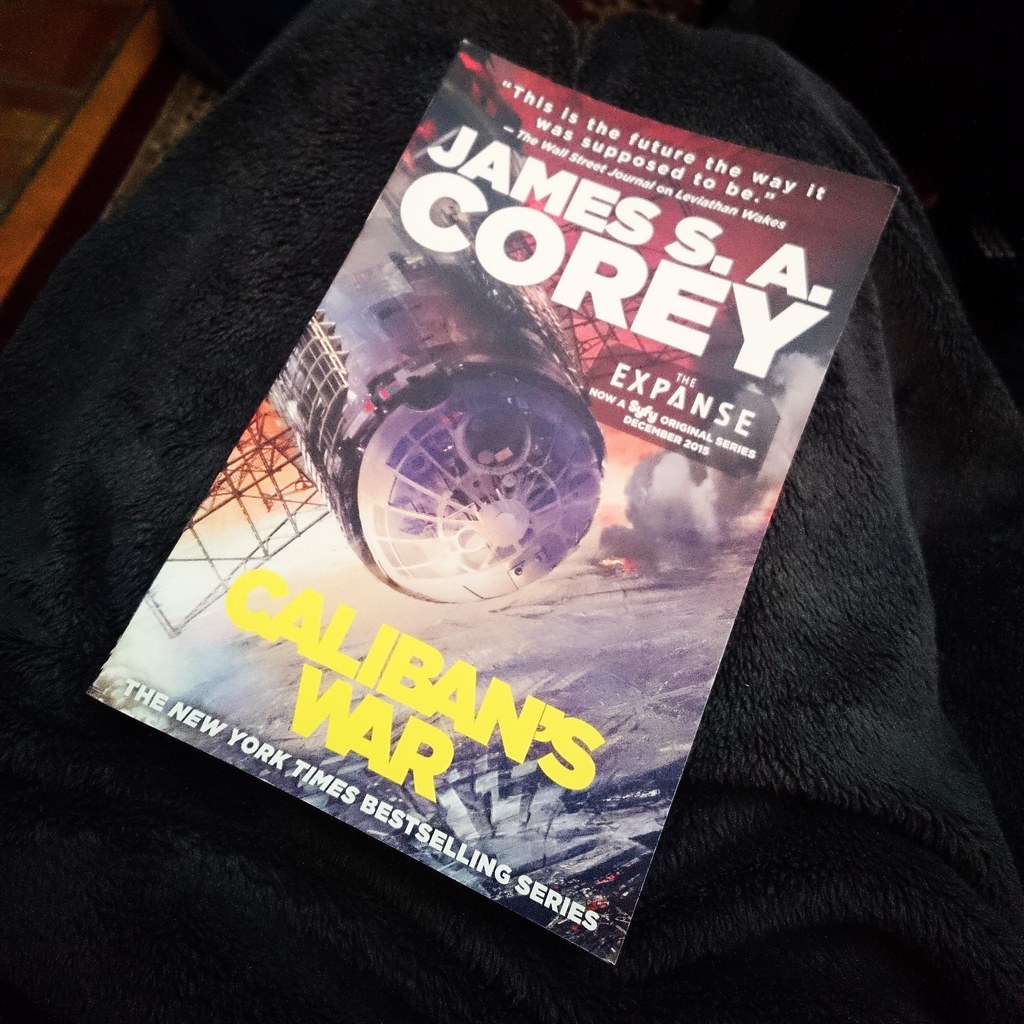 "This is the future the way it
was supposed to be."
– The Wall Street Journal on Leviathan Wakes
JAMES S. A.
COREY
THE
EXPANSE
NOW A Syfy ORIGINAL SERIES
DECEMBER 2015
CALIBAN'S
WAR
THE NEW YORK TIMES BESTSELLING SERIES